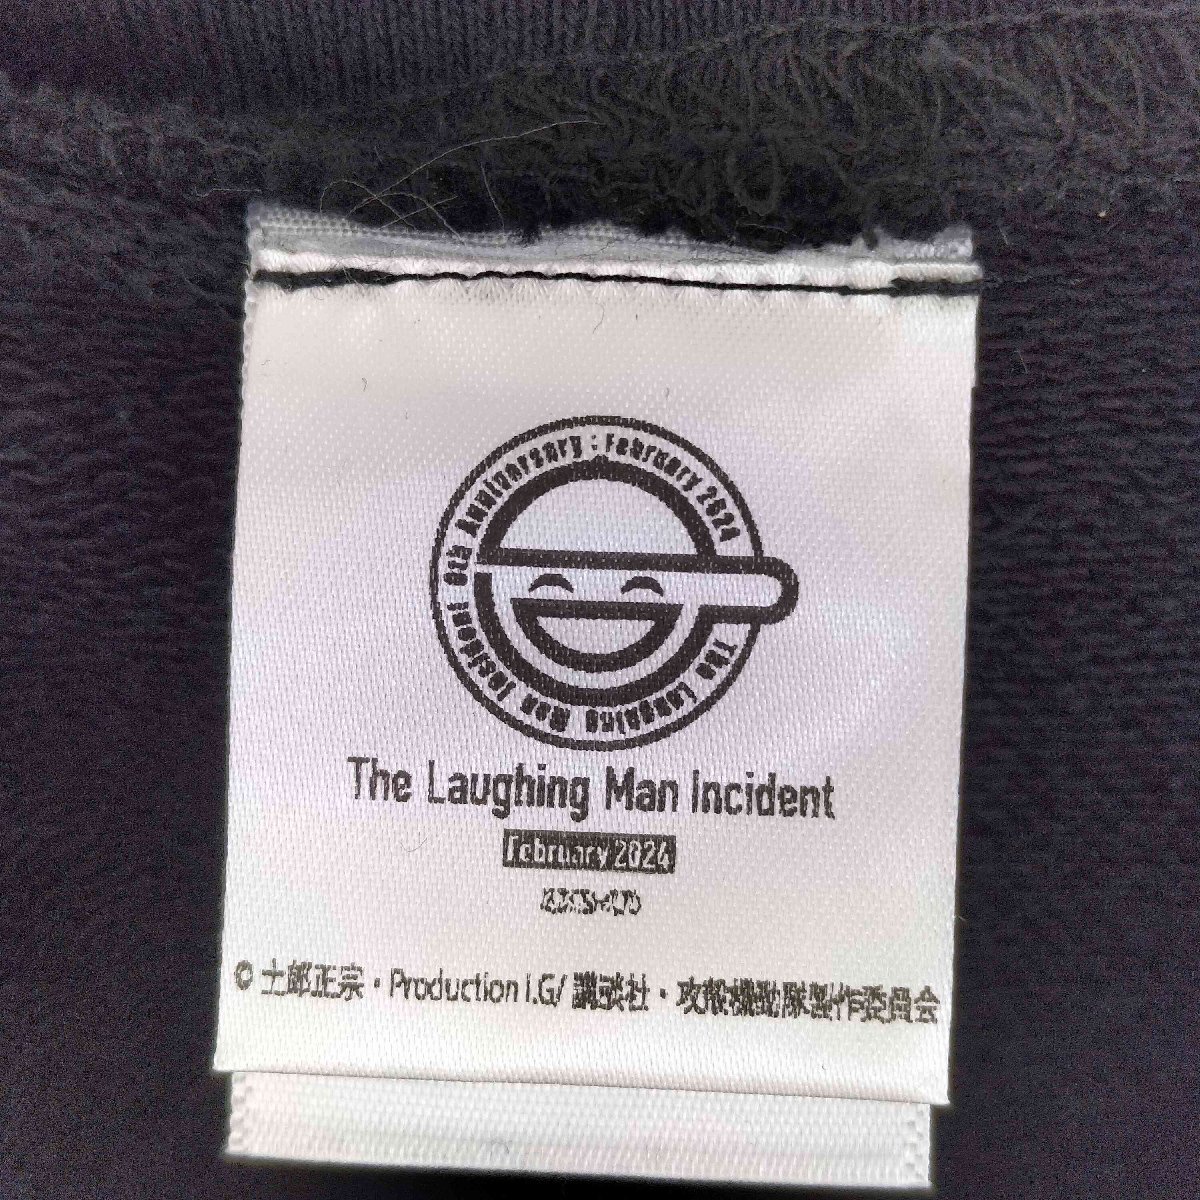 The Laughing Man Incident 0th Anniversary : February 2024
The Laughing Man Incident
February 2024
© 士郎正宗・Production I.G/講談社・攻殻機動隊製作委員会